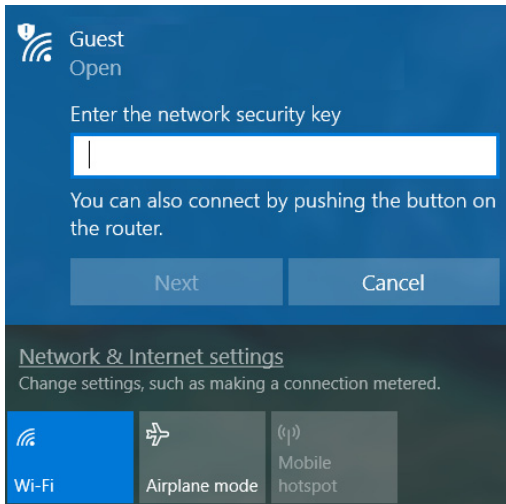 Guest
Open
Enter the network security key
You can also connect by pushing the button on
the router.
Next
Cancel
Network & Internet settings
Change settings, such as making a connection metered.
Wi-Fi
Airplane mode
Mobile
hotspot